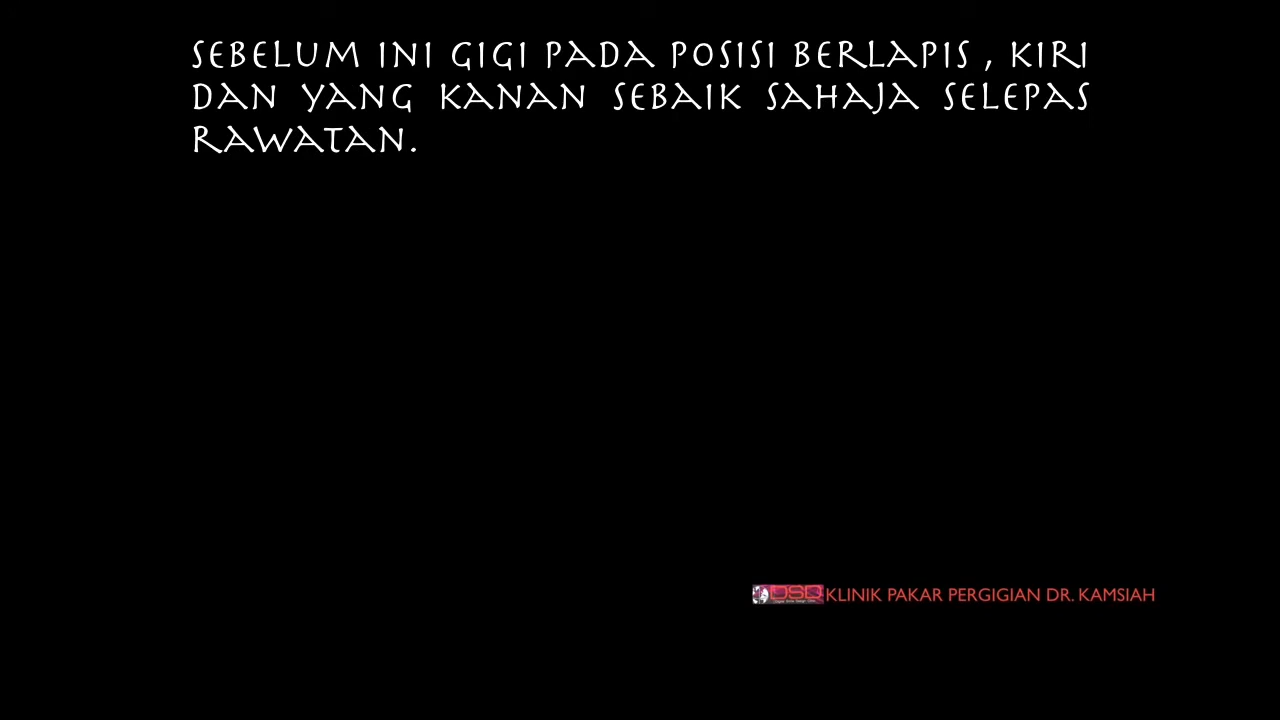 SEBELUM INI GIGI PADA POSISI BERLAPIS , KIRI
DAN YANG KANAN SEBAIK SAHAJA SELEPAS
RAWATAN.
DSD KLINIK PAKAR PERGIGIAN DR. KAMSIAH